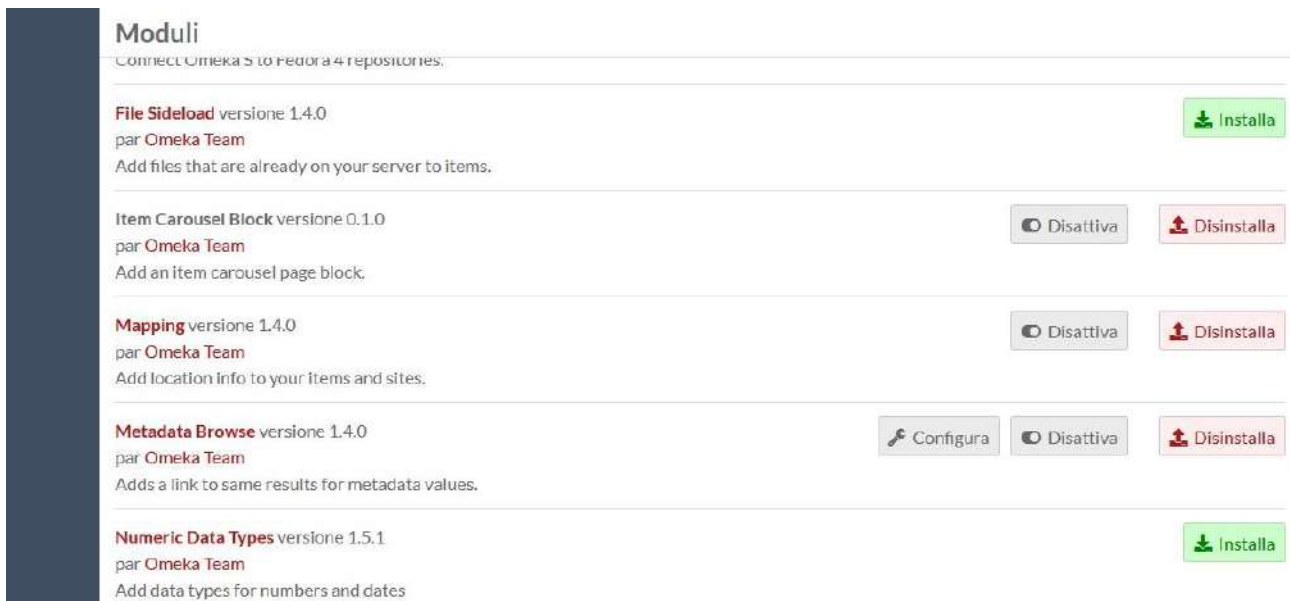 Moduli
Connect Omeka S to Fedora 4 repositories.
File Sideload versione 1.4.0
Installa
par Omeka Team
Add files that are already on your server to items.
Item Carousel Block versione 0.1.0
Disattiva Disinstalla
par Omeka Team
Add an item carousel page block.
Mapping versione 1.4.0
Disattiva Disinstalla
par Omeka Team
Add location info to your items and sites.
Metadata Browse versione 1.4.0
Configura Disattiva Disinstalla
par Omeka Team
Adds a link to same results for metadata values.
Numeric Data Types versione 1.5.1
Installa
par Omeka Team
Add data types for numbers and dates